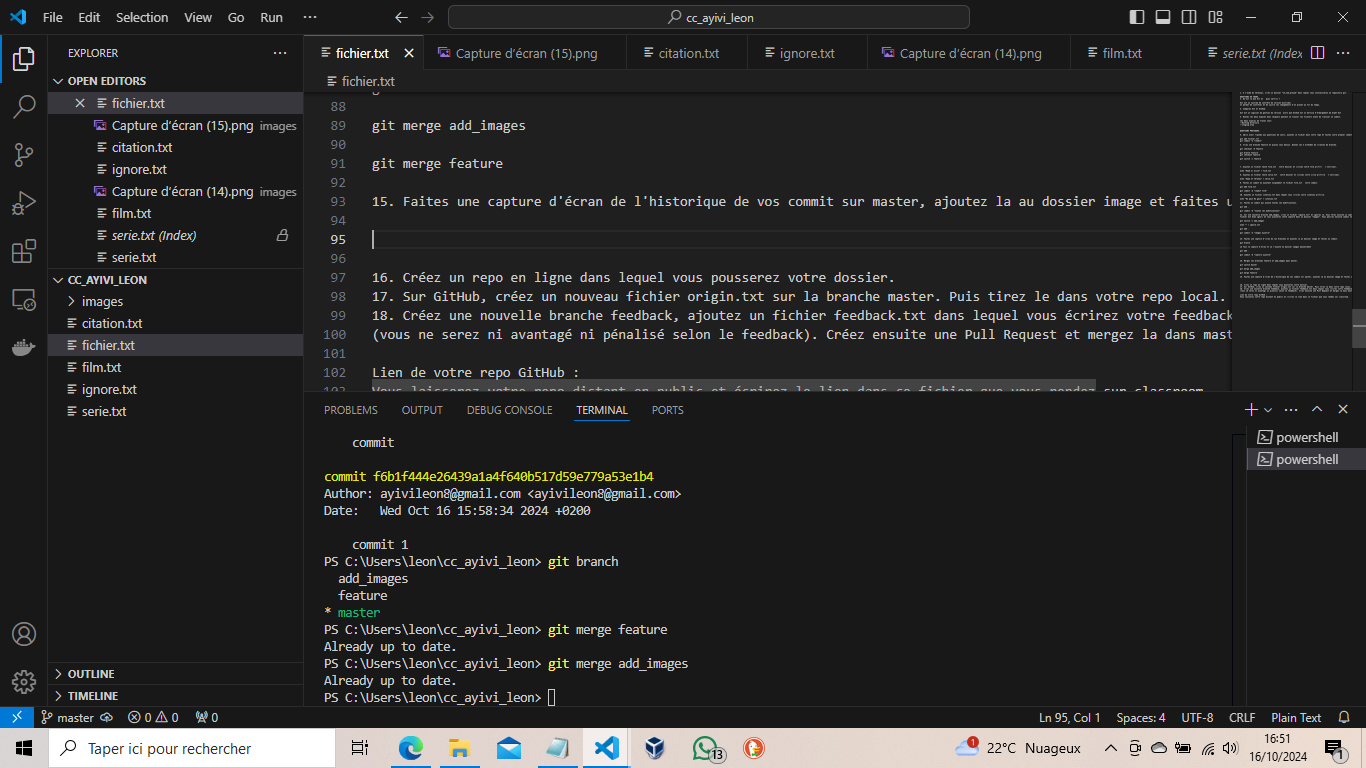 File Edit Selection View Go Run ···
cc_ayivi_leon
EXPLORER
OPEN EDITORS
fichier.txt
Capture d'écran (15).png images
citation.txt
ignore.txt
Capture d'écran (14).png images
film.txt
serie.txt (Index)
serie.txt
CC_AYIVI_LEON
images
citation.txt
fichier.txt
film.txt
ignore.txt
serie.txt
OUTLINE
TIMELINE
fichier.txt Capture d'écran (15).png citation.txt ignore.txt Capture d'écran (14).png film.txt serie.txt (Index
fichier.txt
88
89 git merge add_images
90
91 git merge feature
92
93 15. Faites une capture d'écran de l'historique de vos commit sur master, ajoutez la au dossier image et faites u
94
95
96
97 16. Créez un repo en ligne dans lequel vous pousserez votre dossier.
98 17. Sur GitHub, créez un nouveau fichier origin.txt sur la branche master. Puis tirez le dans votre repo local.
99 18. Créez une nouvelle branche feedback, ajoutez un fichier feedback.txt dans lequel vous écrirez votre feedback
100 (vous ne serez ni avantagé ni pénalisé selon le feedback). Créez ensuite une Pull Request et mergez la dans mast
101
102 Lien de votre repo GitHub :
103 Vous laisserez votre repo distant en public et écrirez le lien dans ce fichier que vous rendez sur classroom
PROBLEMS OUTPUT DEBUG CONSOLE TERMINAL PORTS
powershell
powershell
commit
commit f6b1f444e26439a1a4f640b517d59e779a53e1b4
Author: ayivileon8@gmail.com <ayivileon8@gmail.com>
Date: Wed Oct 16 15:58:34 2024 +0200
commit 1
PS C:\Users\leon\cc_ayivi_leon> git branch
add_images
feature
* master
PS C:\Users\leon\cc_ayivi_leon> git merge feature
Already up to date.
PS C:\Users\leon\cc_ayivi_leon> git merge add_images
Already up to date.
PS C:\Users\leon\cc_ayivi_leon>
master 0 0 0 Ln 95, Col 1 Spaces: 4 UTF-8 CRLF Plain Text
Taper ici pour rechercher 13 1 22°C Nuageux 16:51
16/10/2024 1